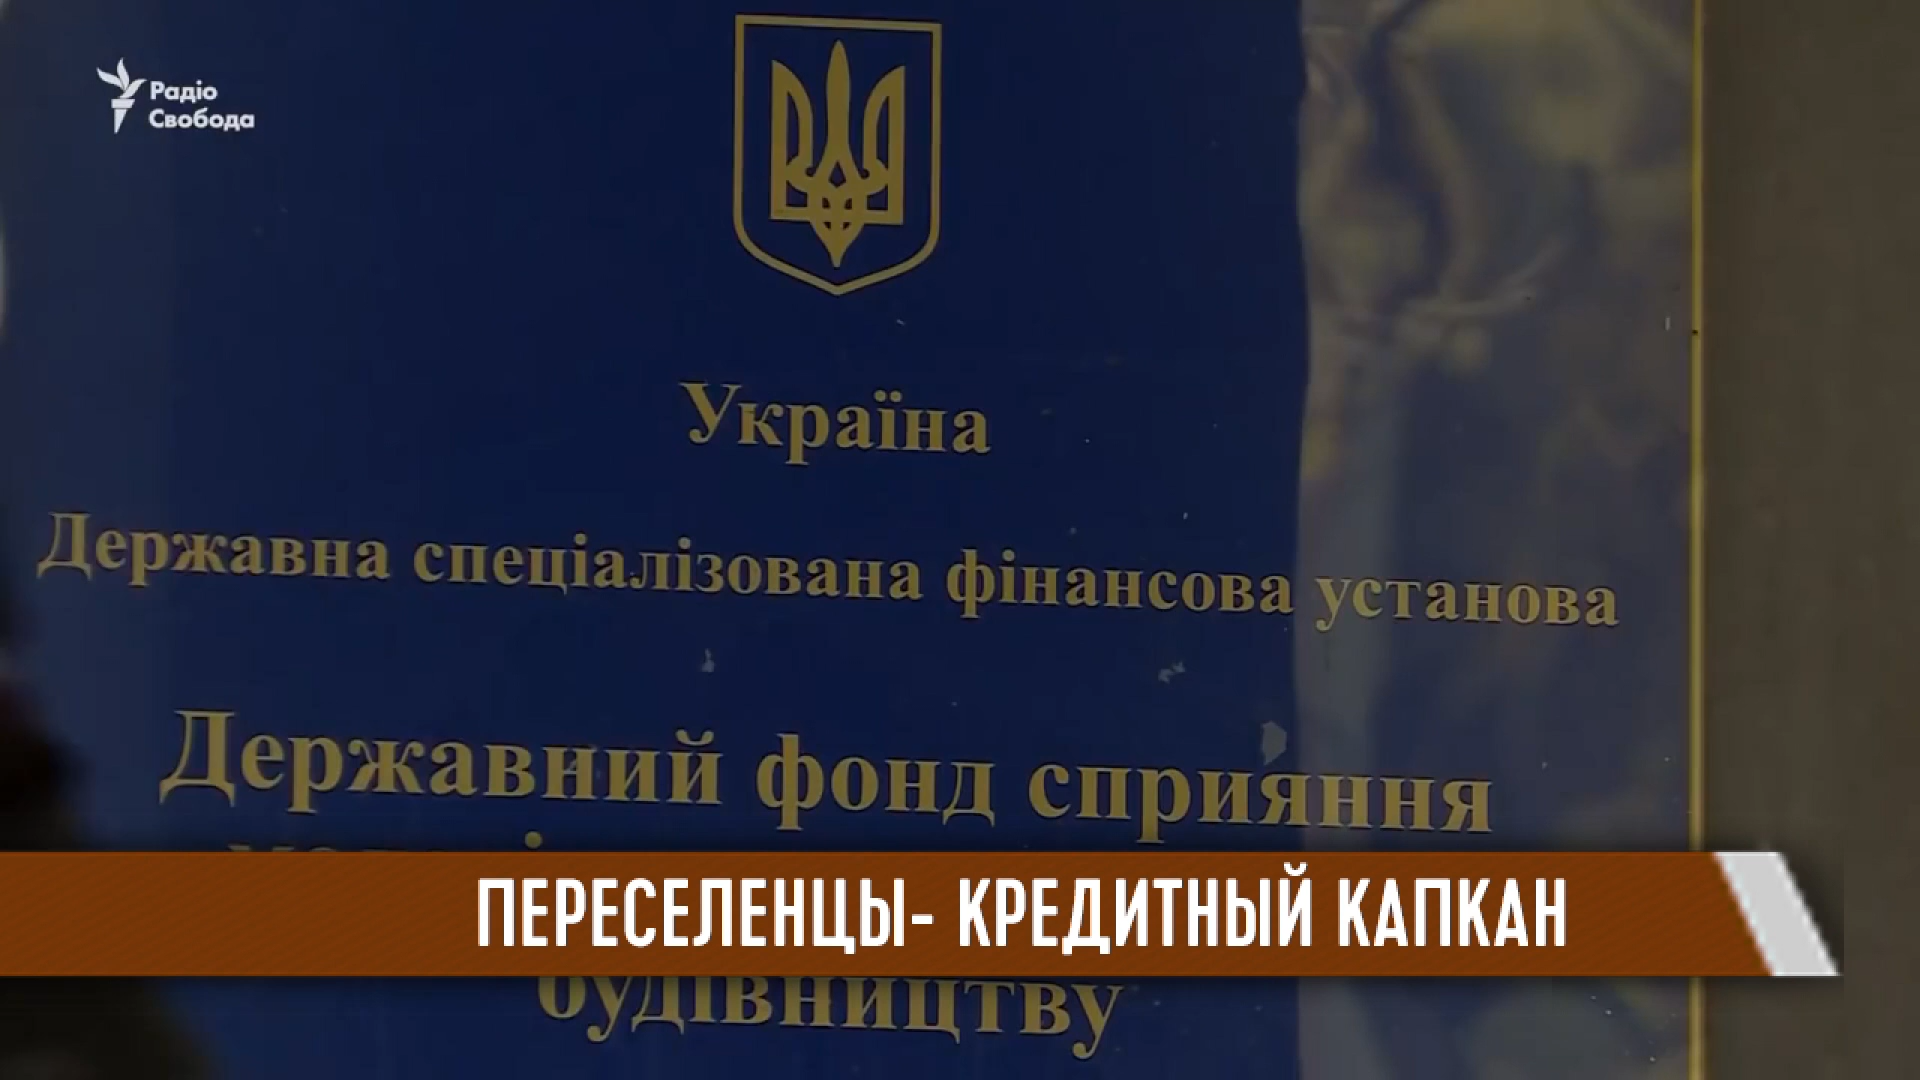 Радіо
Свобода
Україна
Державна спеціалізована фінансова установа
Державний фонд сприяння
ПЕРЕСЕЛЕНЦЫ- КРЕДИТНЫЙ КАПКАН
будівництву